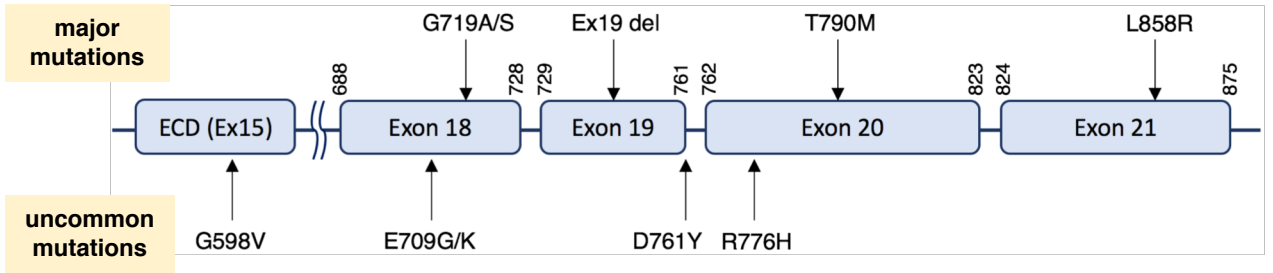 major
mutations
G719A/S Ex19 del T790M L858R
688 728 729 761 762 823 824 875
ECD (Ex15) Exon 18 Exon 19 Exon 20 Exon 21
uncommon
mutations
G598V E709G/K D761Y R776H